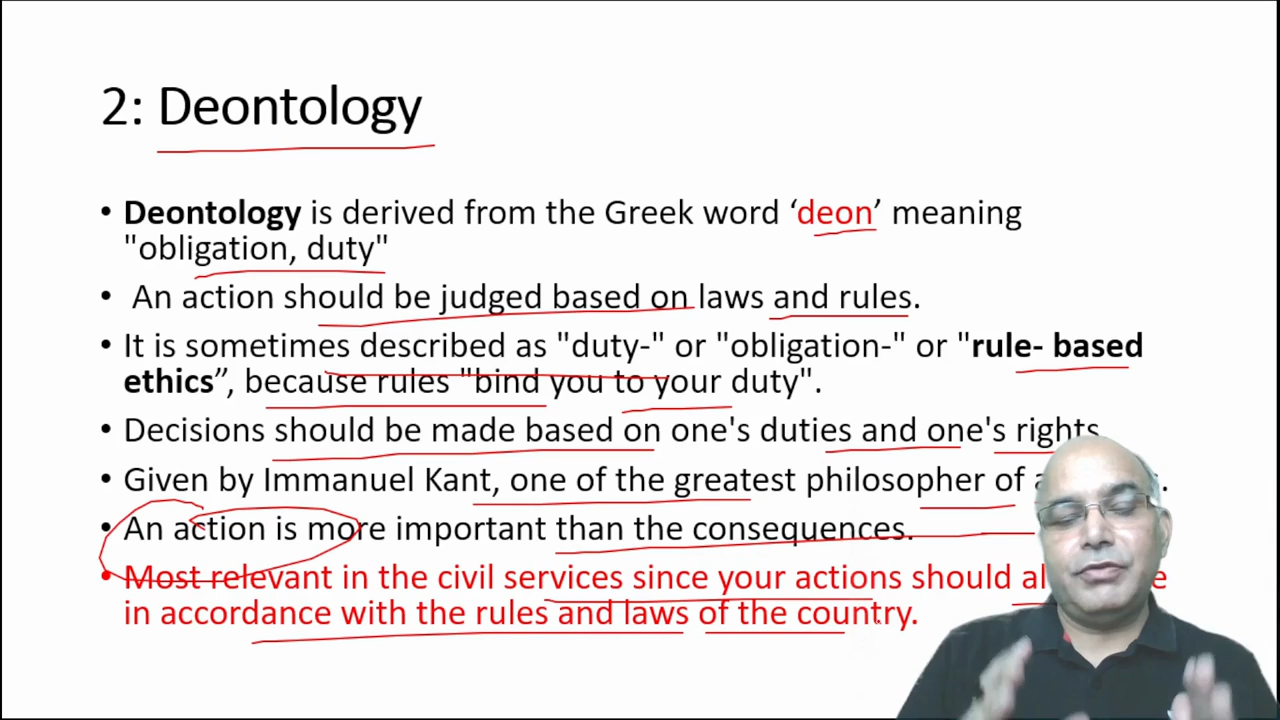 2: Deontology
• Deontology is derived from the Greek word ‘deon’ meaning
"obligation, duty"
• An action should be judged based on laws and rules.
• It is sometimes described as "duty-" or "obligation-" or "rule- based
ethics”, because rules "bind you to your duty".
• Decisions should be made based on one's duties and one's rights
• Given by Immanuel Kant, one of the greatest philosopher of
• An action is more important than the consequences.
• Most relevant in the civil services since your actions should
in accordance with the rules and laws of the country.